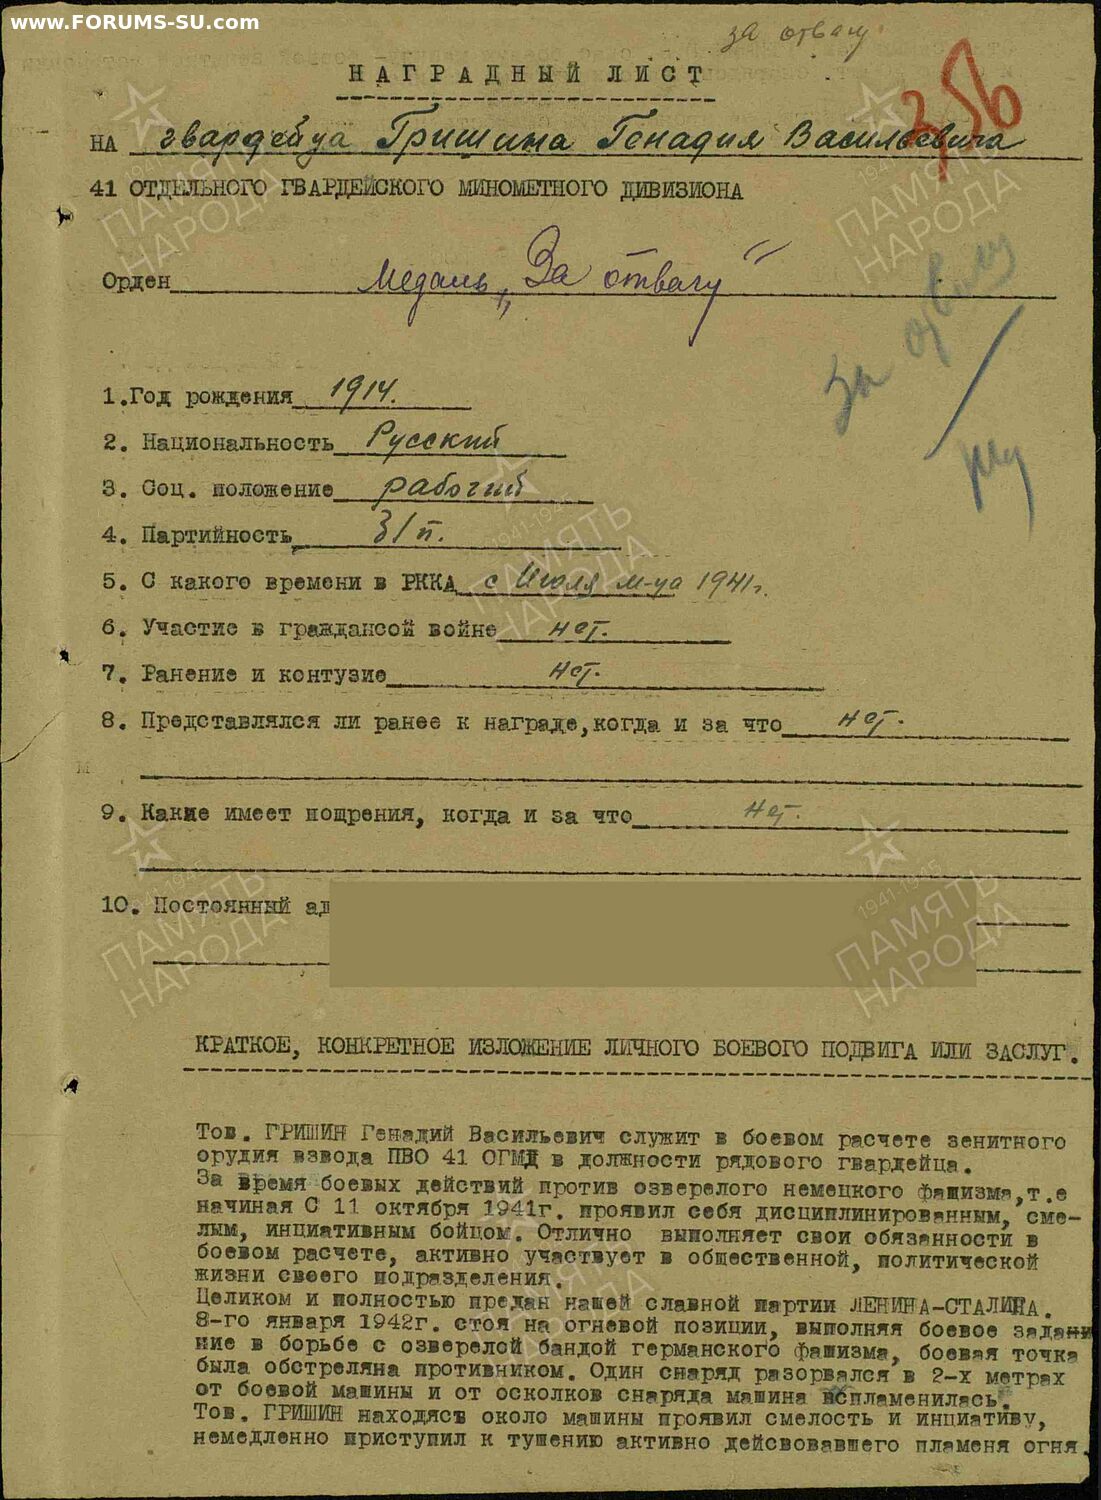 www.FORUMS-SU.com
за отвагу
НАГРАДНЫЙ ЛИСТ
356
НА гвардейца Гришина Генадия Васильевича
41 ОТДЕЛЬНОГО ГВАРДЕЙСКОГО МИНОМЕТНОГО ДИВИЗИОНА
Орден медаль „За отвагу"
за отвагу
1.Год рождения 1914.
2. Национальность Русский
3. Соц. положение рабочий
4. Партийность Б/п.
5. С какого времени в РККА с Июля м-ца 1941г.
6. Участие в граждансой войне нет.
7. Ранение и контузие нет.
8. Представлялся ли ранее к награде,когда и за что нет.
9. Какие имеет пощрения, когда и за что нет.
10. Постоянный ад
КРАТКОЕ, КОНКРЕТНОЕ ИЗЛОЖЕНИЕ ЛИЧНОГО БОЕВОГО ПОДВИГА ИЛИ ЗАСЛУГ.
Тов. ГРИШИН Генадий Васильевич служит в боевом расчете зенитного
орудия взвода ПВО 41 ОГМД в должности рядового гвардейца.
За время боевых действий против озверелого немецкого фашизма,т.е
начиная С 11 октября 1941г. проявил себя дисциплинированным, сме-
лым, инциативным бойцом. Отлично выполняет свои обязанности в
боевом расчете, активно участвует в общественной, политической
жизни своего подразделения.
Целиком и полностью предан нашей славной партии ЛЕНИНА-СТАЛИНА.
8-го января 1942г. стоя на огневой позиции, выполняя боевое задани
ние в борьбе с озверелой бандой германского фашизма, боевая точка
была обстреляна противником. Один снаряд разорвался в 2-х метрах
от боевой машины и от осколков снаряда машина вспламенилась.
Тов. ГРИШИН находясь около машины проявил смелость и инциативу,
немедленно приступил к тушению активно дейсвовавшего пламеня огня.
ПАМЯТЬ НАРОДА
1941-1945